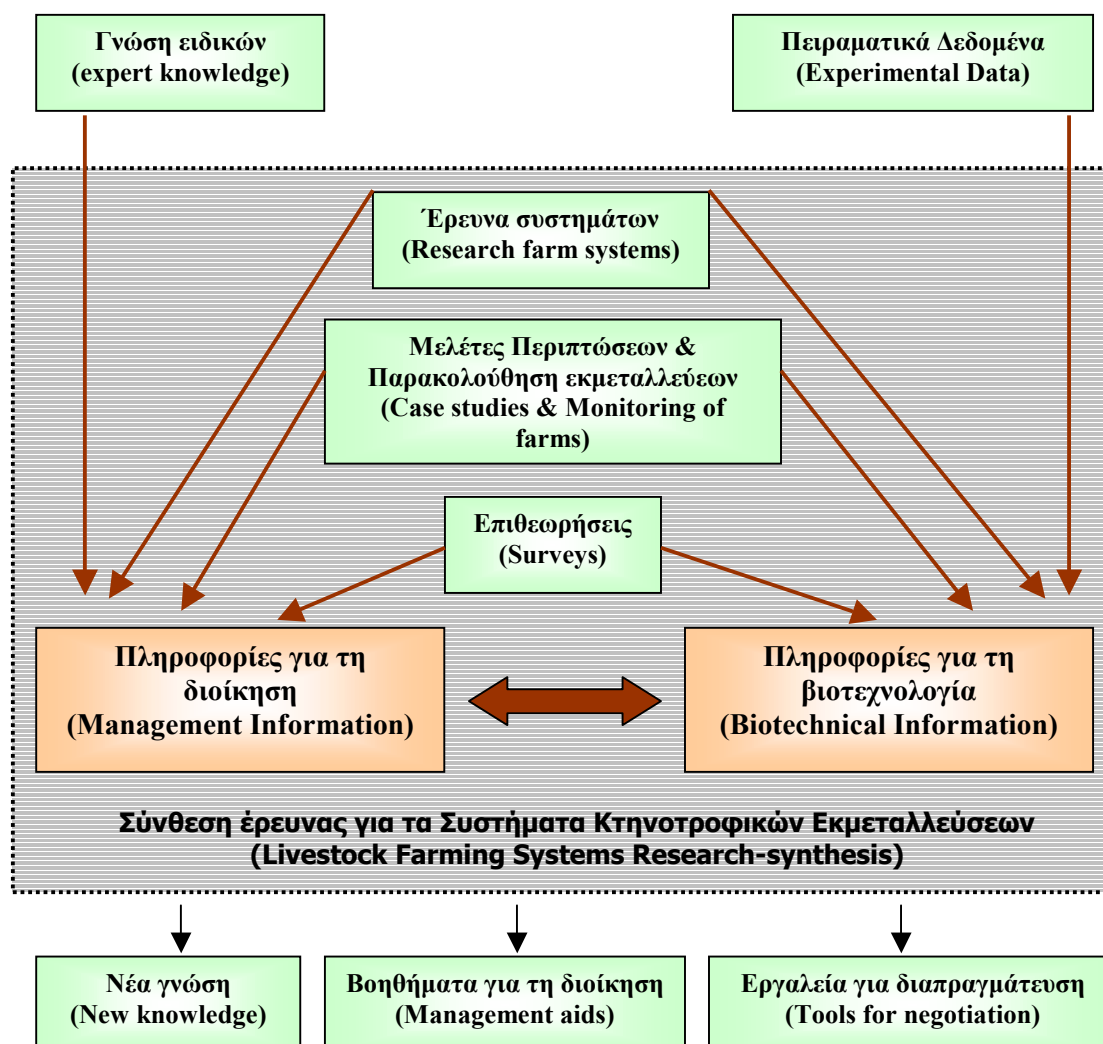 Γνώση ειδικών
(expert knowledge)
Πειραματικά Δεδομένα
(Experimental Data)
Έρευνα συστημάτων
(Research farm systems)
Μελέτες Περιπτώσεων &
Παρακολούθηση εκμεταλλεύεων
(Case studies & Monitoring of
farms)
Επιθεωρήσεις
(Surveys)
Πληροφορίες για τη
διοίκηση
(Management Information)
Πληροφορίες για τη
βιοτεχνολογία
(Biotechnical Information)
Σύνθεση έρευνας για τα Συστήματα Κτηνοτροφικών Εκμεταλλεύσεων
(Livestock Farming Systems Research-synthesis)
Νέα γνώση
(New knowledge)
Βοηθήματα για τη διοίκηση
(Management aids)
Εργαλεία για διαπραγμάτευση
(Tools for negotiation)